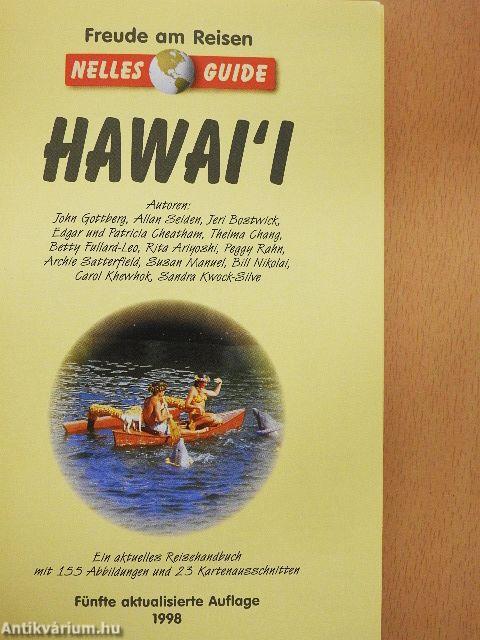 Freude am Reisen
NELLES GUIDE
HAWAI'I
Autoren:
John Gottberg, Allan Seiden, Jeri Bostwick,
Edgar und Patricia Cheatham, Thelma Chang,
Betty Fullard-Leo, Rita Ariyoshi, Peggy Rahn,
Archie Satterfield, Suzan Manuel, Bill Nikolai,
Carol Khewhok, Sandra Kwock-Silve
Ein aktuelles Reisehandbuch
mit 155 Abbildungen und 23 Kartenausschnitten
Fünfte aktualisierte Auflage
1998
Antikvárium.hu